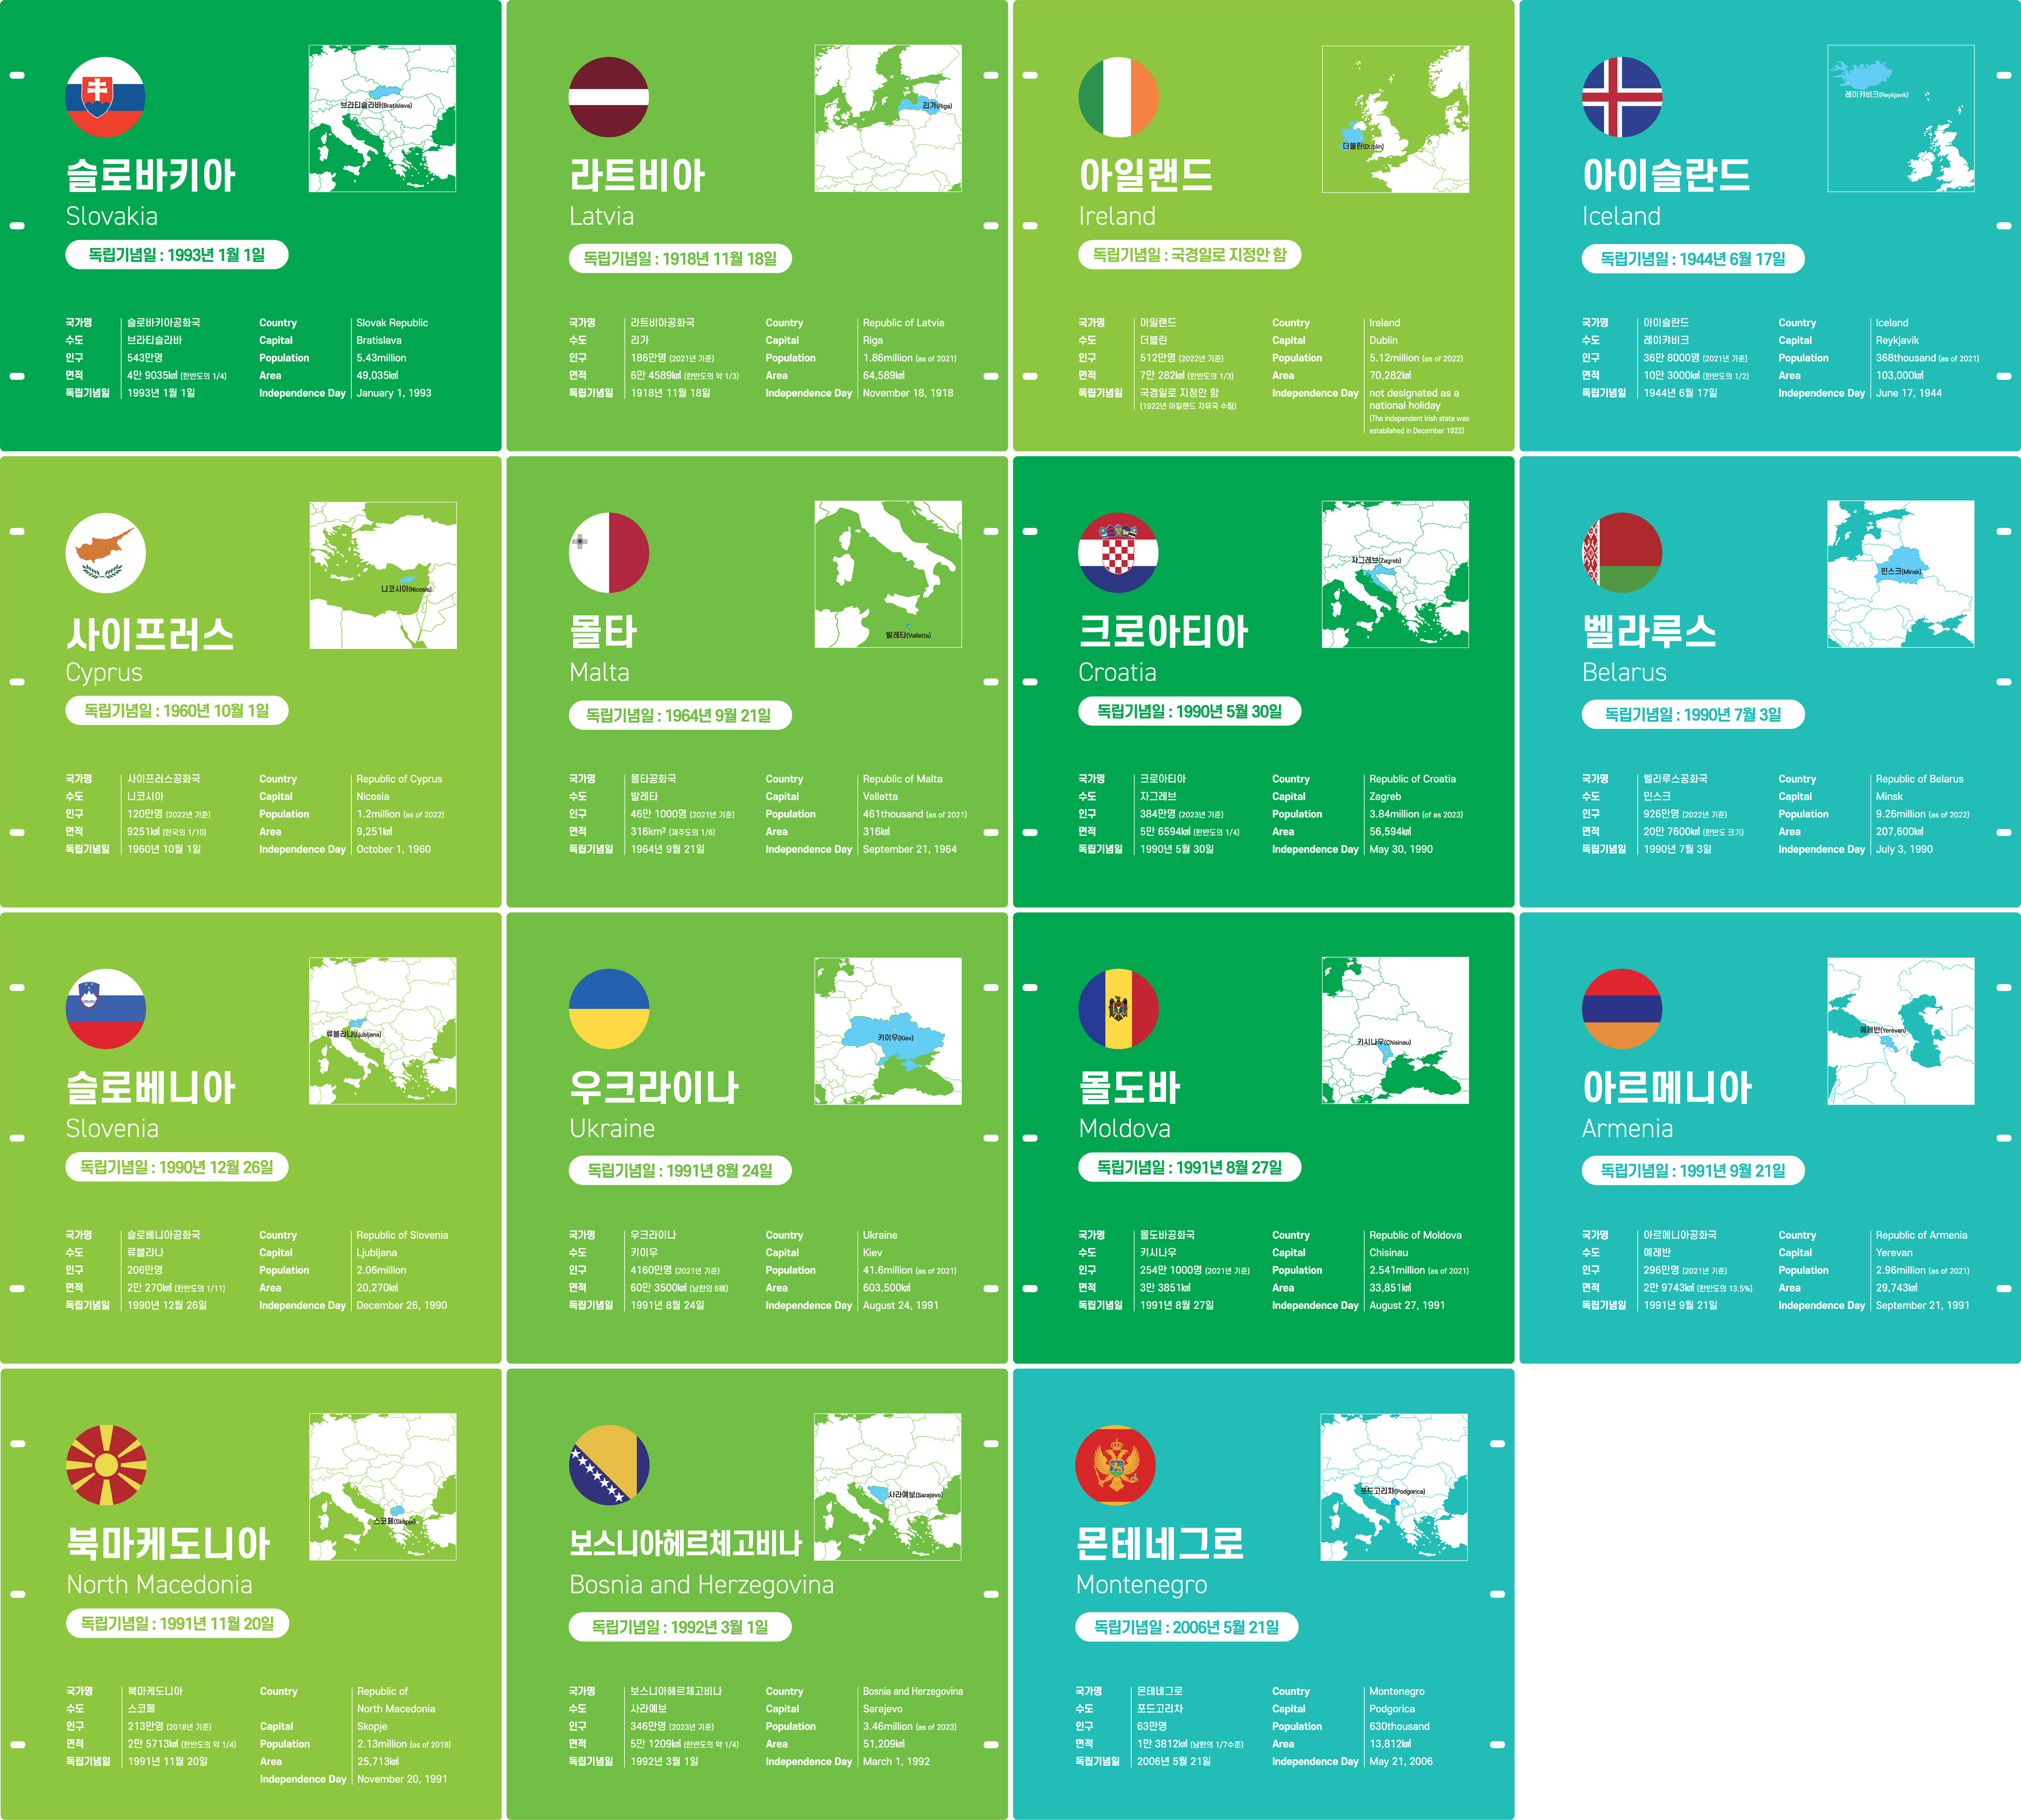 브라티슬라바(Bratislava)
슬로바키아
Slovakia
독립기념일 : 1993년 1월 1일
국가명 슬로바키아공화국 Country Slovak Republic
수도 브라티슬라바 Capital Bratislava
인구 543만명 Population 5.43million
면적 4만 9035㎢ (한반도의 1/4) Area 49,035㎢
독립기념일 1993년 1월 1일 Independence Day January 1, 1993
리가(Riga)
라트비아
Latvia
독립기념일 : 1918년 11월 18일
국가명 라트비아공화국 Country Republic of Latvia
수도 리가 Capital Riga
인구 186만명 (2021년 기준) Population 1.86million (as of 2021)
면적 6만 4589㎢ (한반도의 약 1/3) Area 64,589㎢
독립기념일 1918년 11월 18일 Independence Day November 18, 1918
더블린(Dublin)
아일랜드
Ireland
독립기념일 : 국경일로 지정안 함
국가명 아일랜드 Country Ireland
수도 더블린 Capital Dublin
인구 512만명 (2022년 기준) Population 5.12million (as of 2022)
면적 7만 282㎢ (한반도의 1/3) Area 70,282㎢
독립기념일 국경일로 지정안 함 Independence Day not designated as a
(1922년 아일랜드 자유국 수립) national holiday
(The independent Irish state was
established in December 1922)
레이캬비크(Reykjavik)
아이슬란드
Iceland
독립기념일 : 1944년 6월 17일
국가명 아이슬란드 Country Iceland
수도 레이캬비크 Capital Reykjavik
인구 36만 8000명 (2021년 기준) Population 368thousand (as of 2021)
면적 10만 3000㎢ (한반도의 1/2) Area 103,000㎢
독립기념일 1944년 6월 17일 Independence Day June 17, 1944
니코시아(Nicosia)
사이프러스
Cyprus
독립기념일 : 1960년 10월 1일
국가명 사이프러스공화국 Country Republic of Cyprus
수도 니코시아 Capital Nicosia
인구 120만명 (2022년 기준) Population 1.2million (as of 2022)
면적 9251㎢ (한국의 1/10) Area 9,251㎢
독립기념일 1960년 10월 1일 Independence Day October 1, 1960
발레타(Valletta)
몰타
Malta
독립기념일 : 1964년 9월 21일
국가명 몰타공화국 Country Republic of Malta
수도 발레타 Capital Valletta
인구 46만 1000명 (2021년 기준) Population 461thousand (as of 2021)
면적 316km² (제주도의 1/6) Area 316㎢
독립기념일 1964년 9월 21일 Independence Day September 21, 1964
자그레브(Zagreb)
크로아티아
Croatia
독립기념일 : 1990년 5월 30일
국가명 크로아티아 Country Republic of Croatia
수도 자그레브 Capital Zagreb
인구 384만명 (2023년 기준) Population 3.84million (of as 2023)
면적 5만 6594㎢ (한반도의 1/4) Area 56,594㎢
독립기념일 1990년 5월 30일 Independence Day May 30, 1990
민스크(Minsk)
벨라루스
Belarus
독립기념일 : 1990년 7월 3일
국가명 벨라루스공화국 Country Republic of Belarus
수도 민스크 Capital Minsk
인구 926만명 (2022년 기준) Population 9.26million (as of 2022)
면적 20만 7600㎢ (한반도 크기) Area 207,600㎢
독립기념일 1990년 7월 3일 Independence Day July 3, 1990
류블랴나(Ljubljana)
슬로베니아
Slovenia
독립기념일 : 1990년 12월 26일
국가명 슬로베니아공화국 Country Republic of Slovenia
수도 류블랴나 Capital Ljubljana
인구 206만명 Population 2.06million
면적 2만 270㎢ (한반도의 1/11) Area 20,270㎢
독립기념일 1990년 12월 26일 Independence Day December 26, 1990
키이우(Kiev)
우크라이나
Ukraine
독립기념일 : 1991년 8월 24일
국가명 우크라이나 Country Ukraine
수도 키이우 Capital Kiev
인구 4160만명 (2021년 기준) Population 41.6million (as of 2021)
면적 60만 3500㎢ (남한의 6배) Area 603,500㎢
독립기념일 1991년 8월 24일 Independence Day August 24, 1991
키시나우(Chisinau)
몰도바
Moldova
독립기념일 : 1991년 8월 27일
국가명 몰도바공화국 Country Republic of Moldova
수도 키시나우 Capital Chisinau
인구 254만 1000명 (2021년 기준) Population 2.541million (as of 2021)
면적 3만 3851㎢ Area 33,851㎢
독립기념일 1991년 8월 27일 Independence Day August 27, 1991
예레반(Yerevan)
아르메니아
Armenia
독립기념일 : 1991년 9월 21일
국가명 아르메니아공화국 Country Republic of Armenia
수도 예레반 Capital Yerevan
인구 296만명 (2021년 기준) Population 2.96million (as of 2021)
면적 2만 9743㎢ (한반도의 13.5%) Area 29,743㎢
독립기념일 1991년 9월 21일 Independence Day September 21, 1991
스코페(Skopje)
북마케도니아
North Macedonia
독립기념일 : 1991년 11월 20일
국가명 북마케도니아 Country Republic of
수도 스코페 North Macedonia
인구 213만명 (2018년 기준) Capital Skopje
면적 2만 5713㎢ (한반도의 약 1/4) Population 2.13million (as of 2018)
독립기념일 1991년 11월 20일 Area 25,713㎢
Independence Day November 20, 1991
사라예보(Sarajevo)
보스니아헤르체고비나
Bosnia and Herzegovina
독립기념일 : 1992년 3월 1일
국가명 보스니아헤르체고비나 Country Bosnia and Herzegovina
수도 사라예보 Capital Sarajevo
인구 346만명 (2023년 기준) Population 3.46million (as of 2023)
면적 5만 1209㎢ (한반도의 약 1/4) Area 51,209㎢
독립기념일 1992년 3월 1일 Independence Day March 1, 1992
포드고리차(Podgorica)
몬테네그로
Montenegro
독립기념일 : 2006년 5월 21일
국가명 몬테네그로 Country Montenegro
수도 포드고리차 Capital Podgorica
인구 63만명 Population 630thousand
면적 1만 3812㎢ (남한의 1/7수준) Area 13,812㎢
독립기념일 2006년 5월 21일 Independence Day May 21, 2006